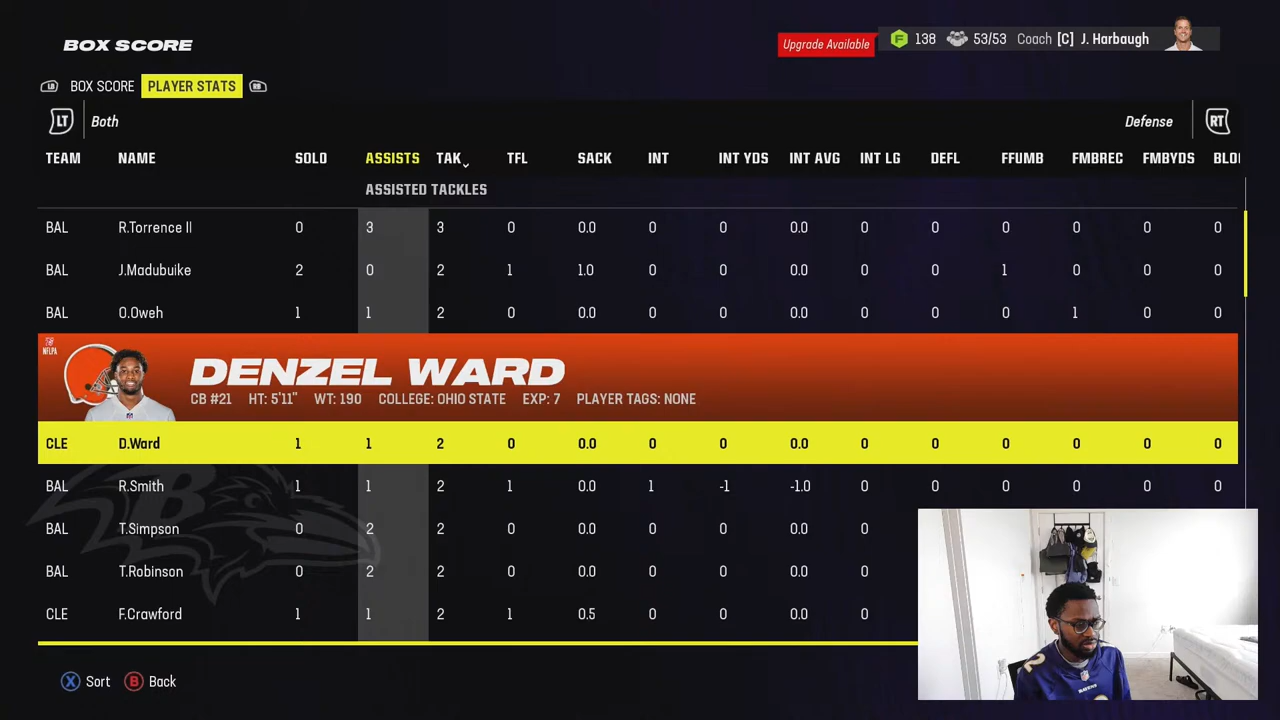 BOX SCORE
Upgrade Available
138 53/53 Coach [C] J. Harbaugh
LB BOX SCORE PLAYER STATS RB
LT Both Defense RT
TEAM NAME SOLO ASSISTS TAK TFL SACK INT INT YDS INT AVG INT LG DEFL FFUMB FMBREC FMBYDS
ASSISTED TACKLES
BAL R.Torrence II 0 3 3 0 0.0 0 0 0.0 0 0 0 0 0 0
BAL J.Madubuike 2 0 2 1 1.0 0 0 0.0 0 0 1 0 0 0
BAL O.Oweh 1 1 2 0 0.0 0 0 0.0 0 0 0 1 0 0
NFLPA
DENZEL WARD
CB #21 HT: 5'11" WT: 190 COLLEGE: OHIO STATE EXP: 7 PLAYER TAGS: NONE
CLE D.Ward 1 1 2 0 0.0 0 0 0.0 0 0 0 0 0 0
BAL R.Smith 1 1 2 1 0.0 1 -1 -1.0 0 0 0 0 0 0
BAL T.Simpson 0 2 2 0 0.0 0 0 0.0 0
BAL T.Robinson 0 2 2 0 0.0 0 0 0.0 0
CLE F.Crawford 1 1 2 1 0.5 0 0 0.0 0
X Sort B Back